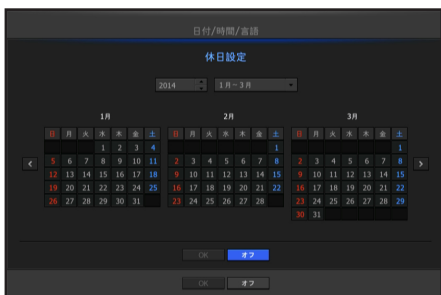 日付/時間/言語
休日設定
2014 1月－3月
1月 2月 3月
日 月 火 水 木 金 土 日 月 火 水 木 金 土 日 月 火 水 木 金 土
1 2 3 4 1 1
5 6 7 8 9 10 11 2 3 4 5 6 7 8 2 3 4 5 6 7 8
< 12 13 14 15 16 17 18 9 10 11 12 13 14 15 9 10 11 12 13 14 15 >
19 20 21 22 23 24 25 16 17 18 19 20 21 22 16 17 18 19 20 21 22
26 27 28 29 30 31 23 24 25 26 27 28 23 24 25 26 27 28 29
30 31
OK オフ
OK オフ